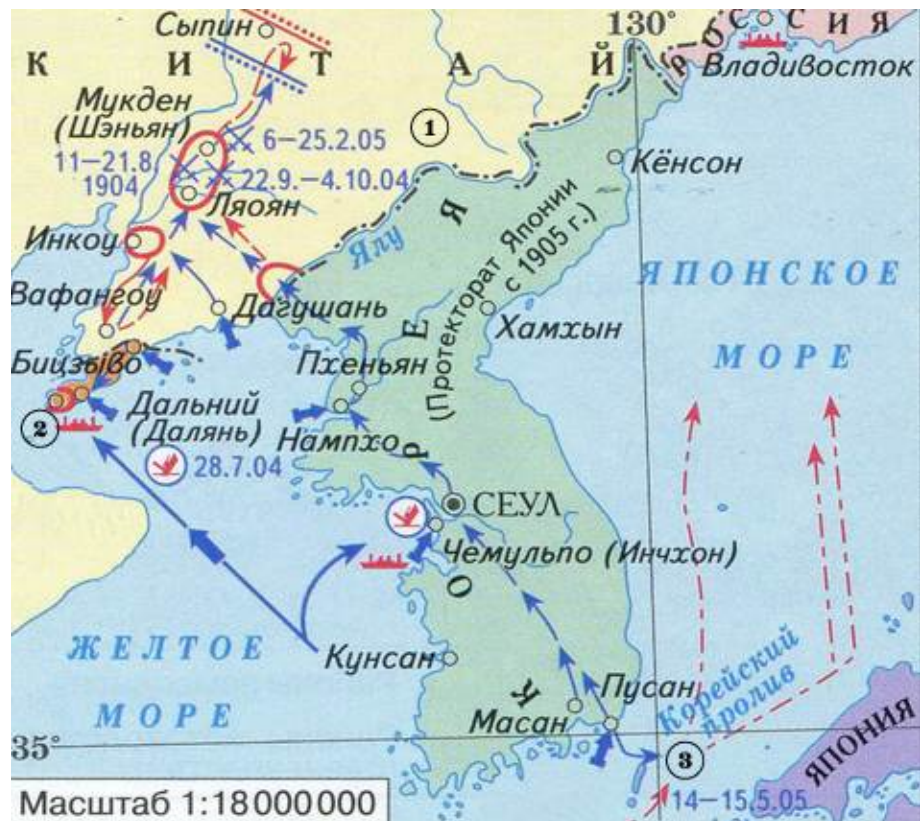 Сыпин
130°
РОССИЯ
Владивосток
КИТАЙ
Мукден
(Шэньян)
1
6–25.2.05
11–21.8.
1904
22.9.–4.10.04
Ляоян
Кёнсон
Инкоу
Ялу
КОРЕЯ
(Протекторат Японии
с 1905 г.)
ЯПОНСКОЕ
МОРЕ
Вафангоу
Дагушань
Хамхын
Бицзыво
Пхеньян
2
Дальний
(Далянь)
Нампхо
28.7.04
СЕУЛ
Чемульпо (Инчхон)
ЖЕЛТОЕ
МОРЕ
Кунсан
Корейский
пролив
Пусан
Масан
35°
3
ЯПОНИЯ
14–15.5.05
Масштаб 1:18 000 000